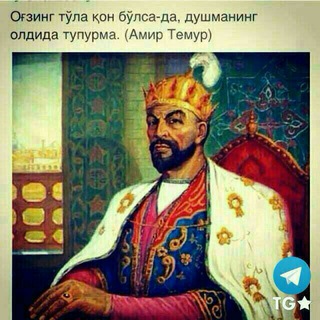 Оғзинг тўла қон бўлса-да, душманинг
олдида тупурма. (Амир Темур)
TG★